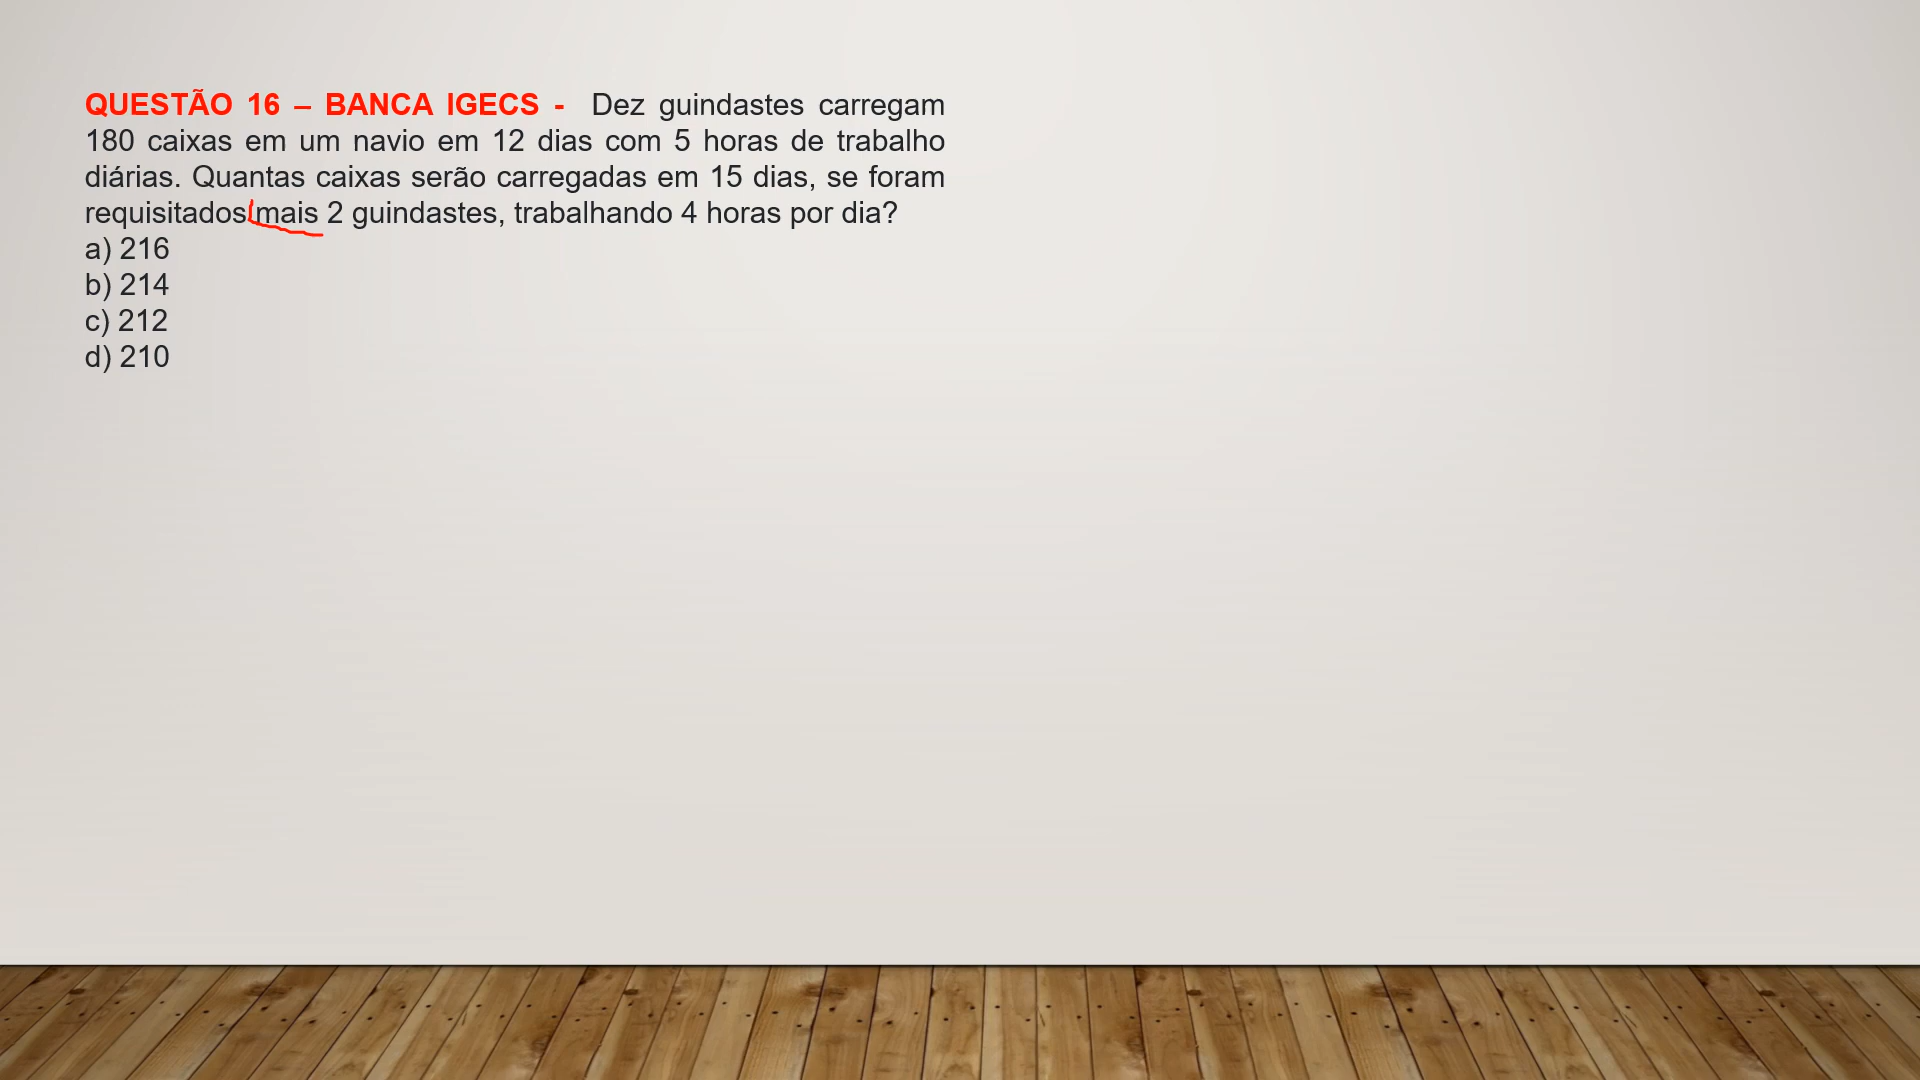 QUESTÃO 16 – BANCA IGECS - Dez guindastes carregam
180 caixas em um navio em 12 dias com 5 horas de trabalho
diárias. Quantas caixas serão carregadas em 15 dias, se foram
requisitados mais 2 guindastes, trabalhando 4 horas por dia?
a) 216
b) 214
c) 212
d) 210